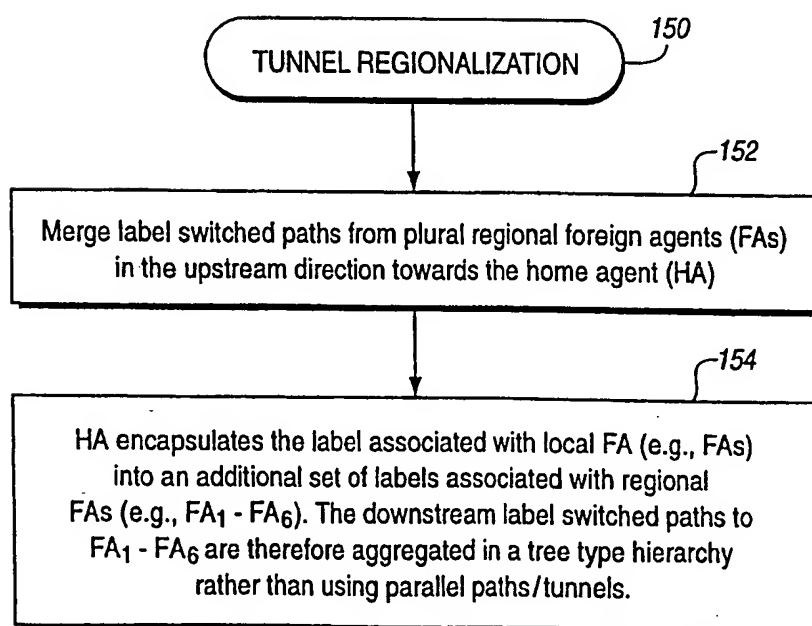 150
TUNNEL REGIONALIZATION
152
Merge label switched paths from plural regional foreign agents (FAs)
in the upstream direction towards the home agent (HA)
154
HA encapsulates the label associated with local FA (e.g., FAs)
into an additional set of labels associated with regional
FAs (e.g., FA₁ - FA₆). The downstream label switched paths to
FA₁ - FA₆ are therefore aggregated in a tree type hierarchy
rather than using parallel paths/tunnels.